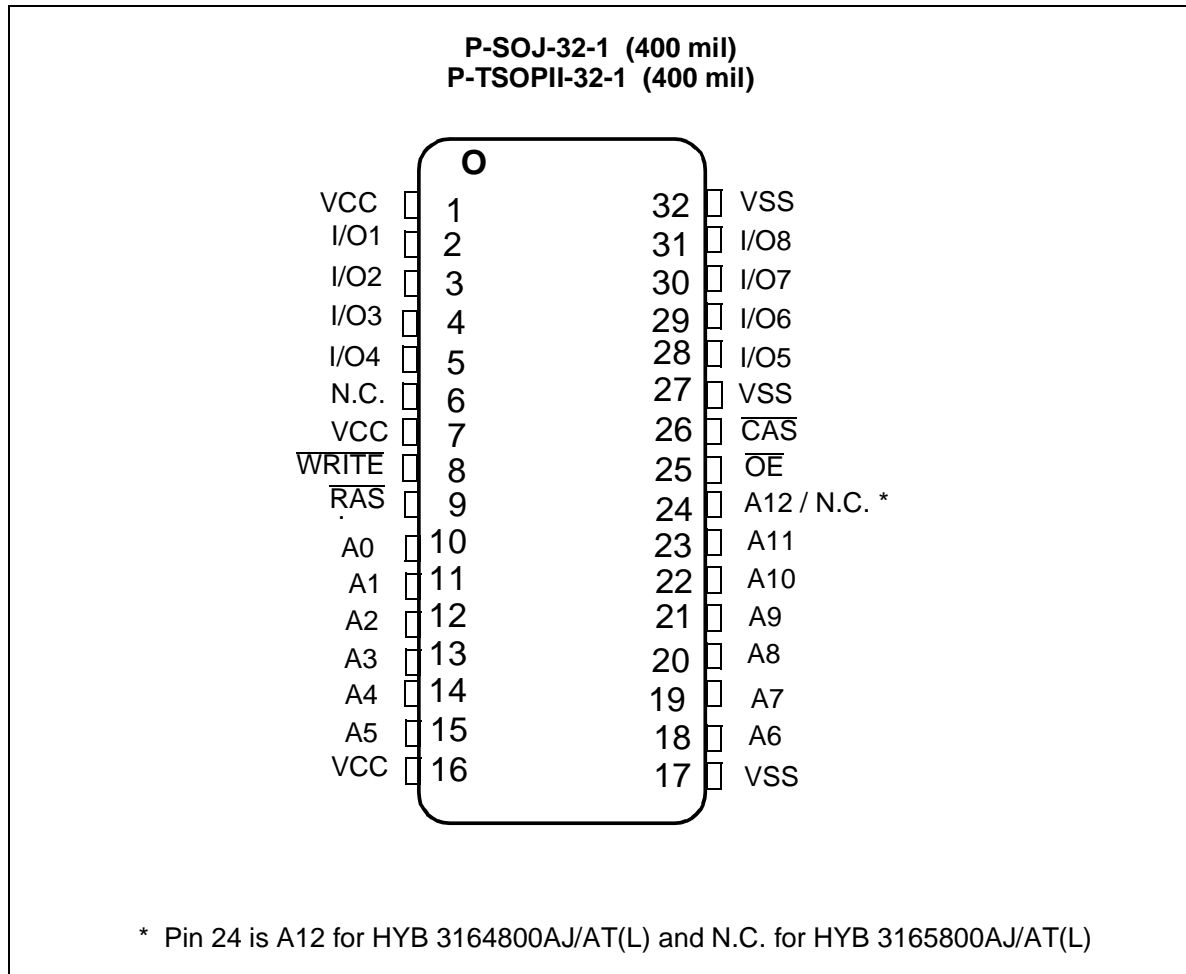 P-SOJ-32-1 (400 mil)
P-TSOPII-32-1 (400 mil)
O
VCC 1 32 VSS
I/O1 2 31 I/O8
I/O2 3 30 I/O7
I/O3 4 29 I/O6
I/O4 5 28 I/O5
N.C. 6 27 VSS
VCC 7 26 C̅A̅S̅
W̅R̅I̅T̅E̅ 8 25 O̅E̅
R̅A̅S̅ 9 24 A12 / N.C. *
A0 10 23 A11
A1 11 22 A10
A2 12 21 A9
A3 13 20 A8
A4 14 19 A7
A5 15 18 A6
VCC 16 17 VSS
* Pin 24 is A12 for HYB 3164800AJ/AT(L) and N.C. for HYB 3165800AJ/AT(L)